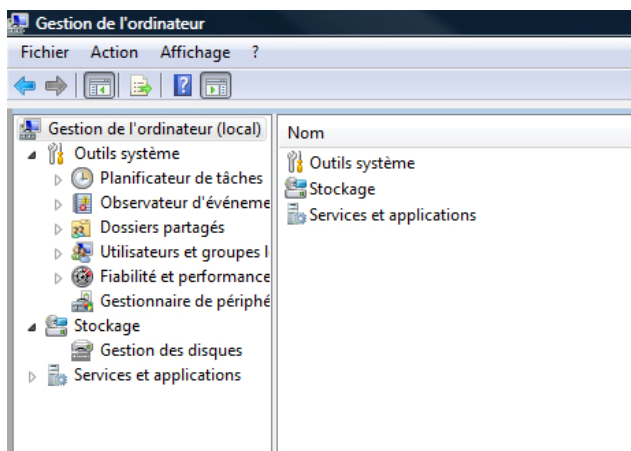 Gestion de l'ordinateur
Fichier Action Affichage ?
Gestion de l'ordinateur (local)
Outils système
Planificateur de tâches
Observateur d'événeme
Dossiers partagés
Utilisateurs et groupes l
Fiabilité et performance
Gestionnaire de périphé
Stockage
Gestion des disques
Services et applications
Nom
Outils système
Stockage
Services et applications